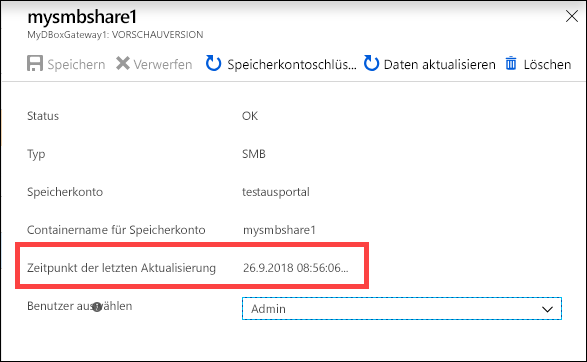 mysmbshare1
MyDBoxGateway1: VORSCHAUVERSION
Speichern Verwerfen Speicherkontoschlüs... Daten aktualisieren Löschen
Status OK
Typ SMB
Speicherkonto testausportal
Containername für Speicherkonto mysmbshare1
Zeitpunkt der letzten Aktualisierung 26.9.2018 08:56:06...
Benutzer auswählen Admin